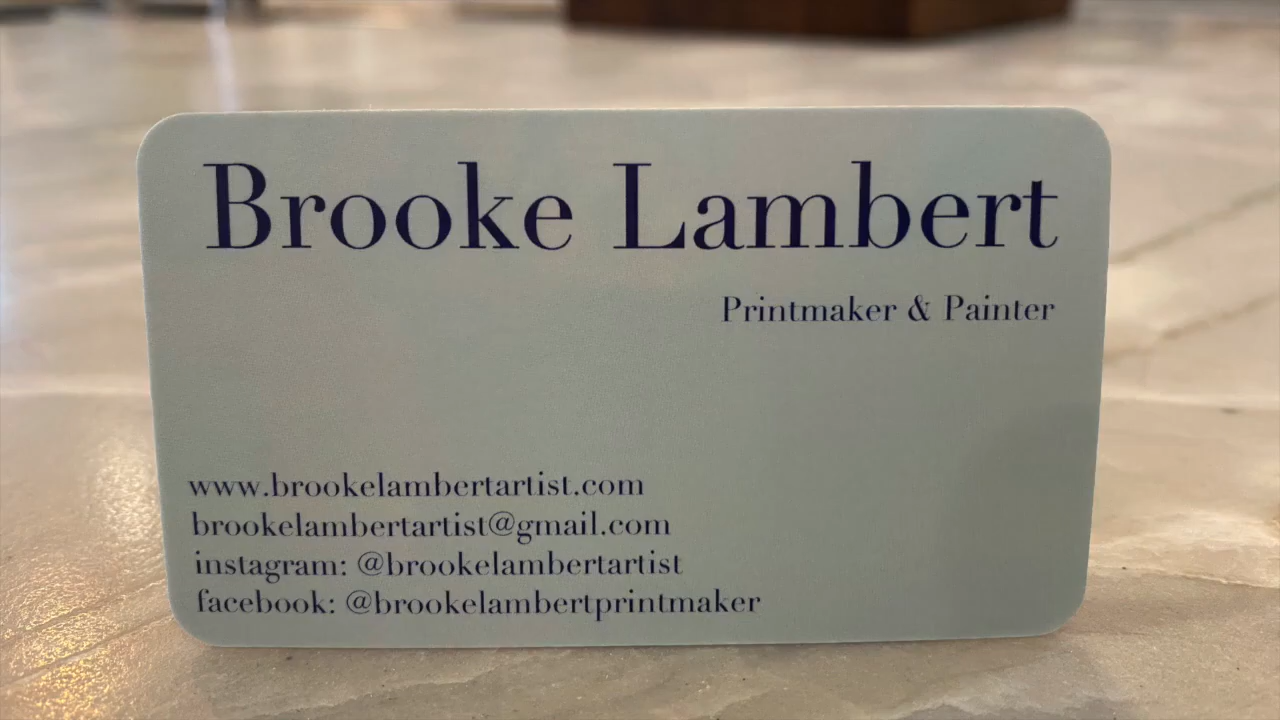 Brooke Lambert
Printmaker & Painter
www.brookelambertartist.com
brookelambertartist@gmail.com
instagram: @brookelambertartist
facebook: @brookelambertprintmaker